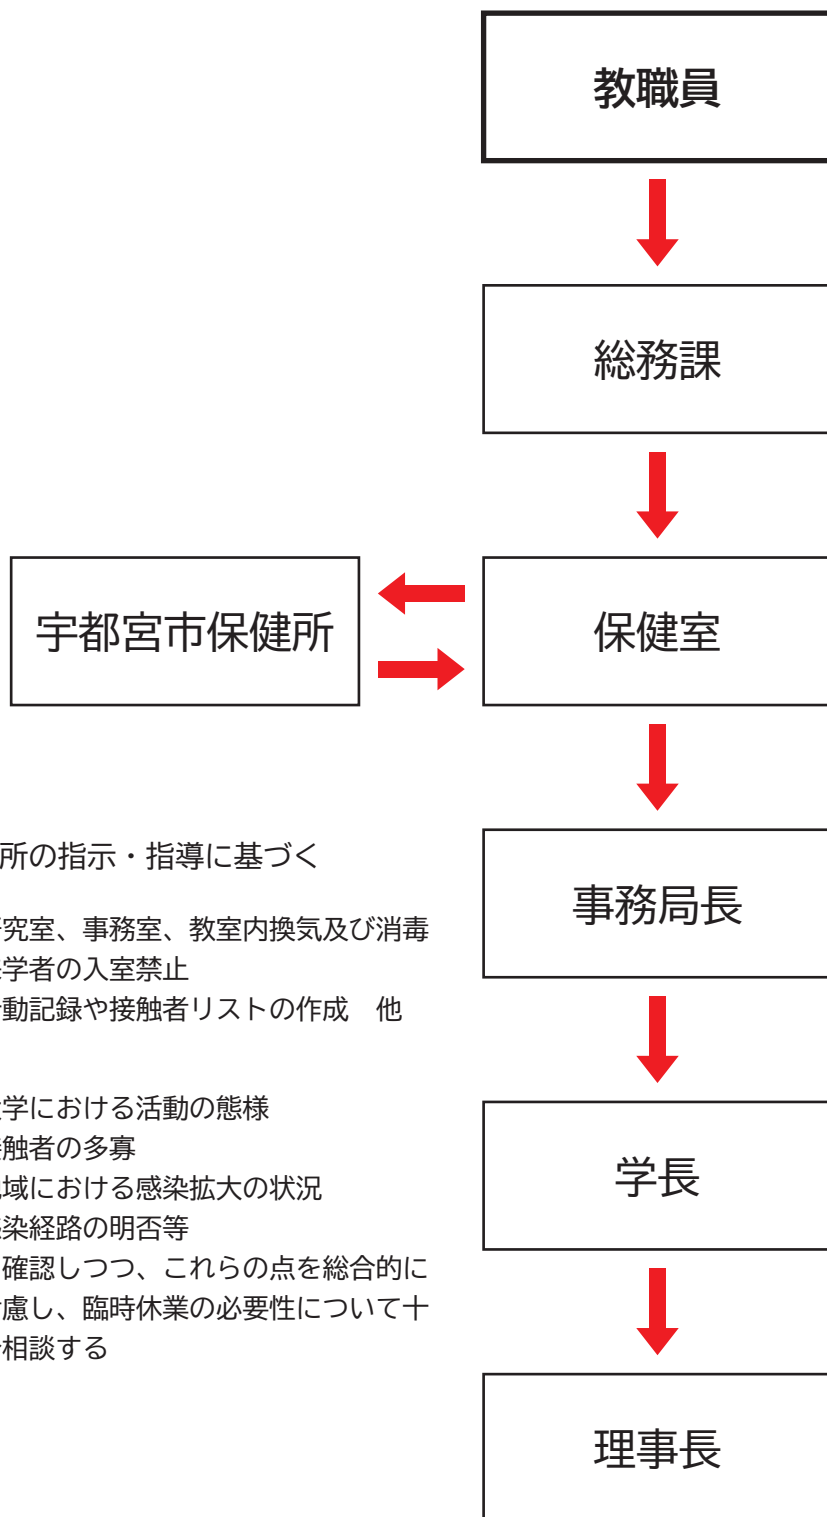 教職員
総務課
宇都宮市保健所
保健室
事務局長
学長
理事長
所の指示・指導に基づく
究室、事務室、教室内換気及び消毒
学者の入室禁止
動記録や接触者リストの作成　他
学における活動の態様
触者の多寡
域における感染拡大の状況
染経路の明否等
確認しつつ、これらの点を総合的に
慮し、臨時休業の必要性について十
相談する